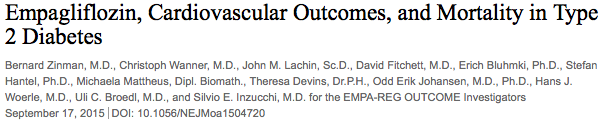 Empagliflozin, Cardiovascular Outcomes, and Mortality in Type
2 Diabetes
Bernard Zinman, M.D., Christoph Wanner, M.D., John M. Lachin, Sc.D., David Fitchett, M.D., Erich Bluhmki, Ph.D., Stefan
Hantel, Ph.D., Michaela Mattheus, Dipl. Biomath., Theresa Devins, Dr.P.H., Odd Erik Johansen, M.D., Ph.D., Hans J.
Woerle, M.D., Uli C. Broedl, M.D., and Silvio E. Inzucchi, M.D. for the EMPA-REG OUTCOME Investigators
September 17, 2015 | DOI: 10.1056/NEJMoa1504720